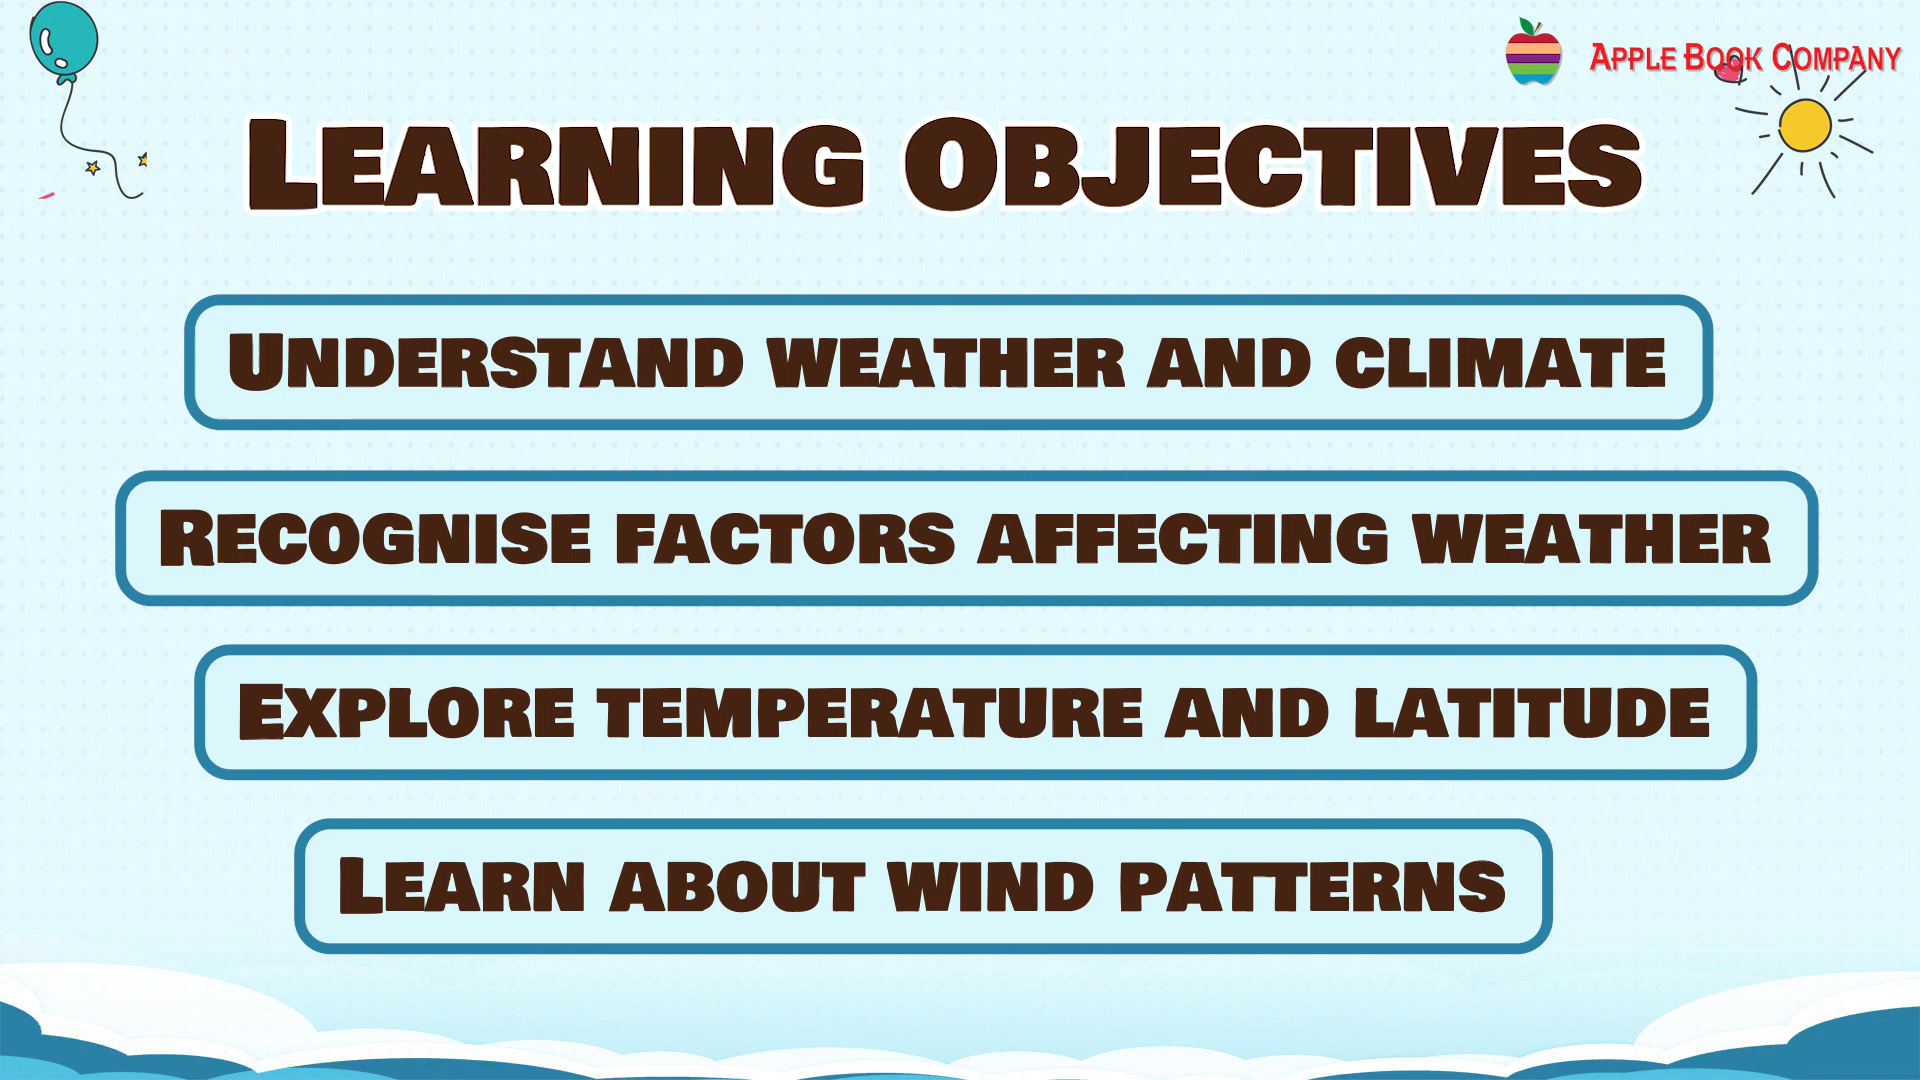 Apple Book Company
Learning Objectives
Understand weather and climate
Recognise factors affecting weather
Explore temperature and latitude
Learn about wind patterns